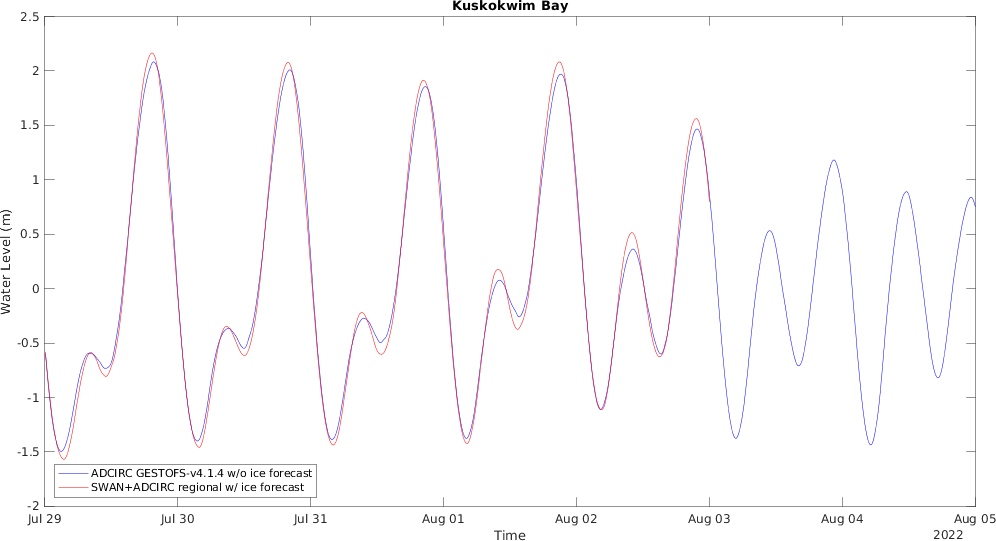 Kuskokwim Bay
2.5
2
1.5
1
0.5
0
-0.5
-1
-1.5
-2
Water Level (m)
ADCIRC GESTOFS-v4.1.4 w/o ice forecast
SWAN+ADCIRC regional w/ ice forecast
Jul 29 Jul 30 Jul 31 Aug 01 Aug 02 Aug 03 Aug 04 Aug 05
Time
2022